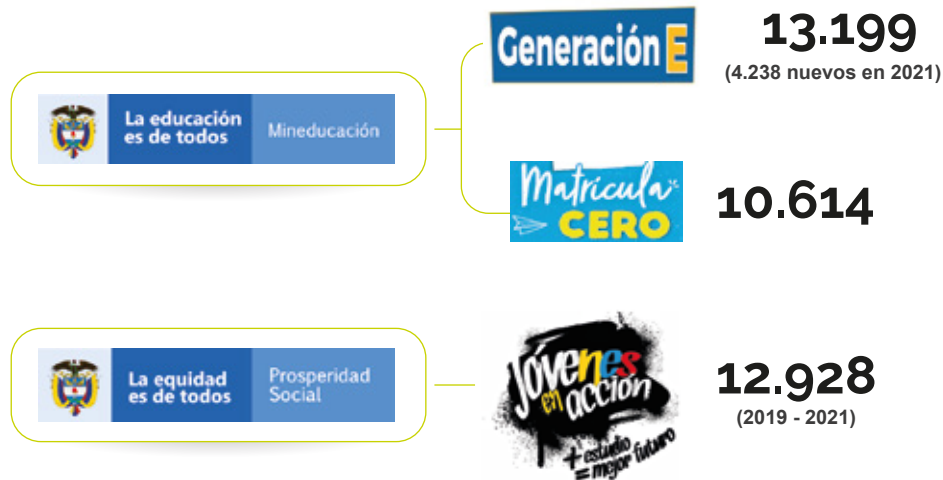 Generación E
13.199
(4.238 nuevos en 2021)
La educación
es de todos
Mineducación
Matrícula
CERO
10.614
La equidad
es de todos
Prosperidad
Social
Jóvenes
en acción
+ estudio
= mejor futuro
12.928
(2019 - 2021)